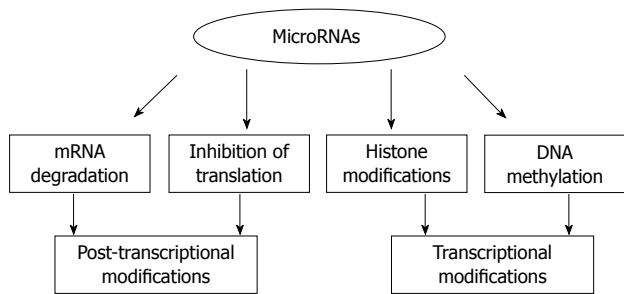 MicroRNAs
mRNA
degradation
Inhibition of
translation
Histone
modifications
DNA
methylation
Post-transcriptional
modifications
Transcriptional
modifications